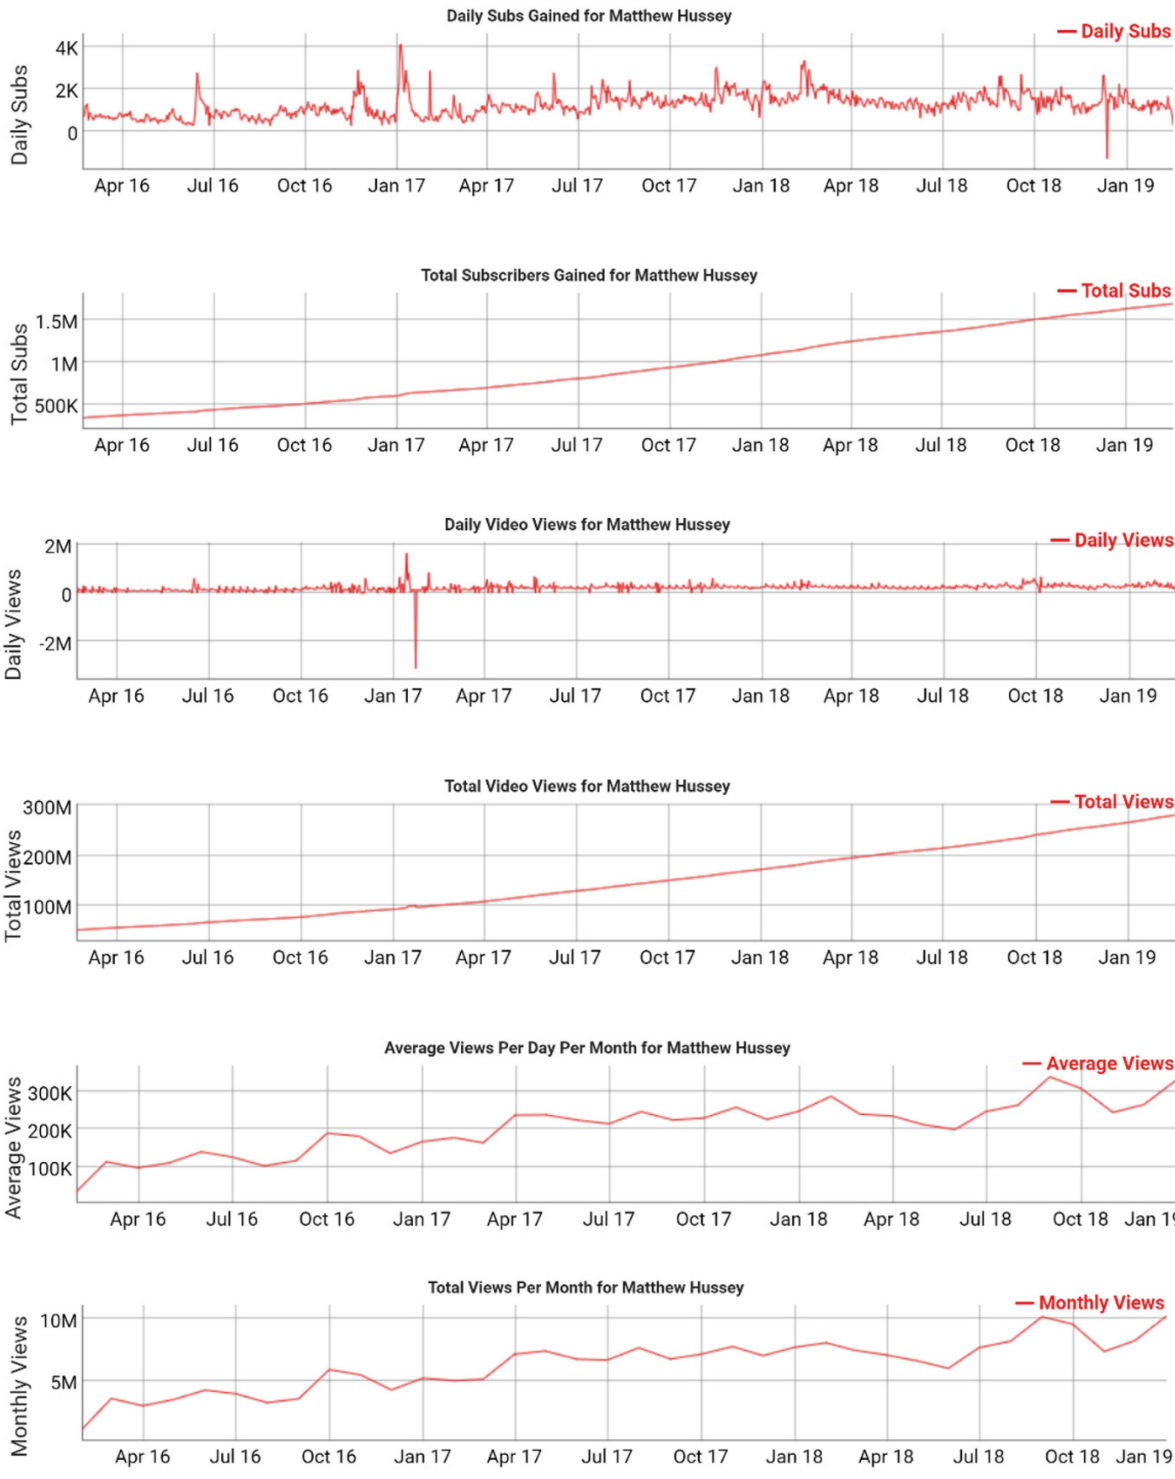 Daily Subs Gained for Matthew Hussey
Daily Subs
Daily Subs
4K
2K
0
Apr 16 Jul 16 Oct 16 Jan 17 Apr 17 Jul 17 Oct 17 Jan 18 Apr 18 Jul 18 Oct 18 Jan 19
Total Subscribers Gained for Matthew Hussey
Total Subs
Total Subs
1.5M
1M
500K
Apr 16 Jul 16 Oct 16 Jan 17 Apr 17 Jul 17 Oct 17 Jan 18 Apr 18 Jul 18 Oct 18 Jan 19
Daily Video Views for Matthew Hussey
Daily Views
Daily Views
2M
0
-2M
Apr 16 Jul 16 Oct 16 Jan 17 Apr 17 Jul 17 Oct 17 Jan 18 Apr 18 Jul 18 Oct 18 Jan 19
Total Video Views for Matthew Hussey
Total Views
Total Views
300M
200M
100M
Apr 16 Jul 16 Oct 16 Jan 17 Apr 17 Jul 17 Oct 17 Jan 18 Apr 18 Jul 18 Oct 18 Jan 19
Average Views Per Day Per Month for Matthew Hussey
Average Views
Average Views
300K
200K
100K
Apr 16 Jul 16 Oct 16 Jan 17 Apr 17 Jul 17 Oct 17 Jan 18 Apr 18 Jul 18 Oct 18 Jan 19
Total Views Per Month for Matthew Hussey
Monthly Views
Monthly Views
10M
5M
Apr 16 Jul 16 Oct 16 Jan 17 Apr 17 Jul 17 Oct 17 Jan 18 Apr 18 Jul 18 Oct 18 Jan 19